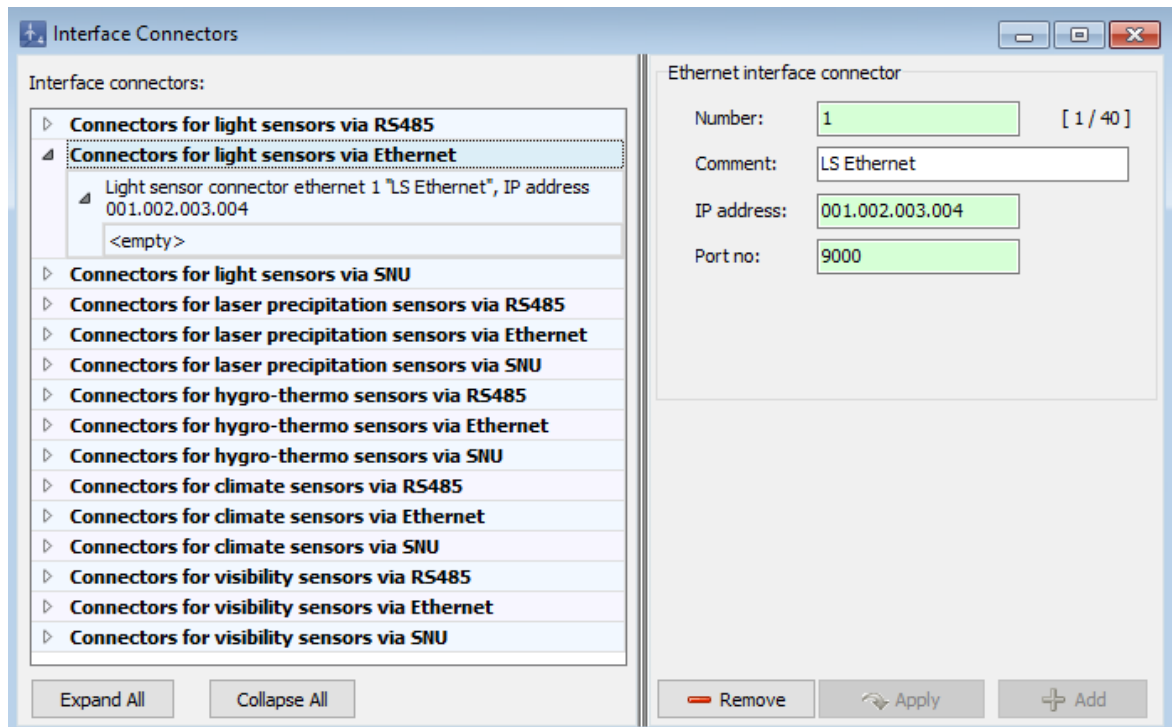 Interface Connectors
Interface connectors:
Connectors for light sensors via RS485
Connectors for light sensors via Ethernet
Light sensor connector ethernet 1 "LS Ethernet", IP address
001.002.003.004
<empty>
Connectors for light sensors via SNU
Connectors for laser precipitation sensors via RS485
Connectors for laser precipitation sensors via Ethernet
Connectors for laser precipitation sensors via SNU
Connectors for hygro-thermo sensors via RS485
Connectors for hygro-thermo sensors via Ethernet
Connectors for hygro-thermo sensors via SNU
Connectors for climate sensors via RS485
Connectors for climate sensors via Ethernet
Connectors for climate sensors via SNU
Connectors for visibility sensors via RS485
Connectors for visibility sensors via Ethernet
Connectors for visibility sensors via SNU
Expand All Collapse All
Ethernet interface connector
Number: 1 [ 1 / 40 ]
Comment: LS Ethernet
IP address: 001.002.003.004
Port no: 9000
Remove Apply Add